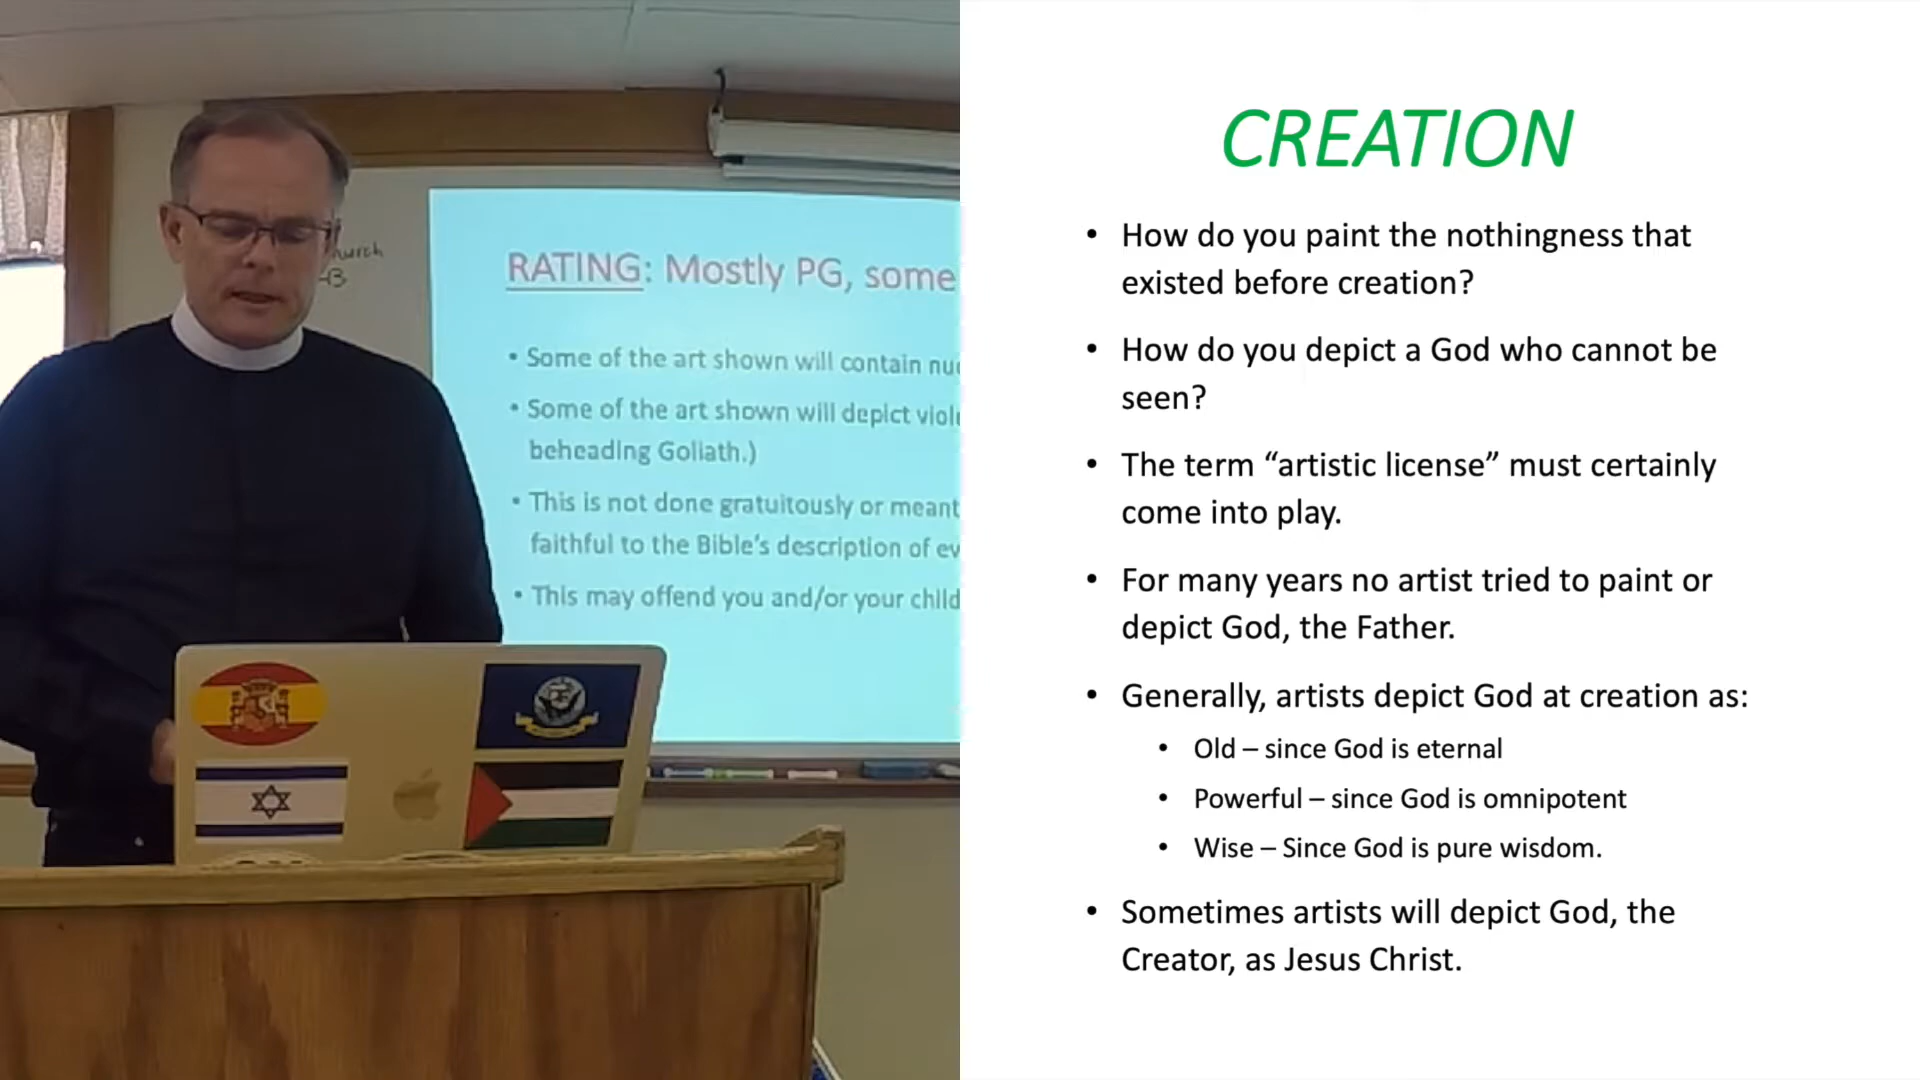 urch
RATING: Mostly PG, some
• Some of the art shown will contain
• Some of the art shown will depict
beheading Goliath.)
• This is not done gratuitously or meant
faithful to the Bible's description of
• This may offend you and/or your
CREATION
• How do you paint the nothingness that
existed before creation?
• How do you depict a God who cannot be
seen?
• The term “artistic license” must certainly
come into play.
• For many years no artist tried to paint or
depict God, the Father.
• Generally, artists depict God at creation as:
• Old – since God is eternal
• Powerful – since God is omnipotent
• Wise – Since God is pure wisdom.
• Sometimes artists will depict God, the
Creator, as Jesus Christ.